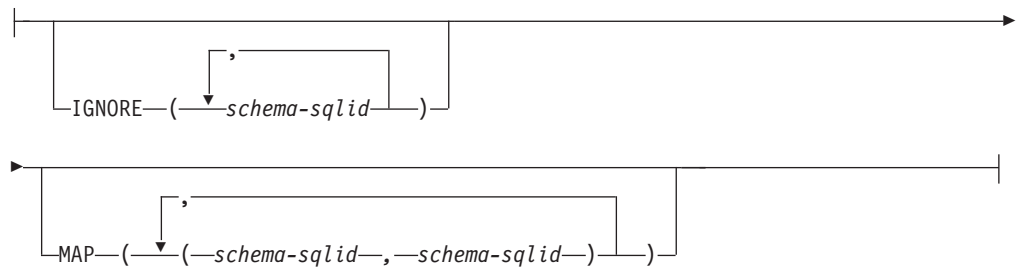 ,
IGNORE ( schema-sqlid )
,
MAP ( ( schema-sqlid , schema-sqlid ) )